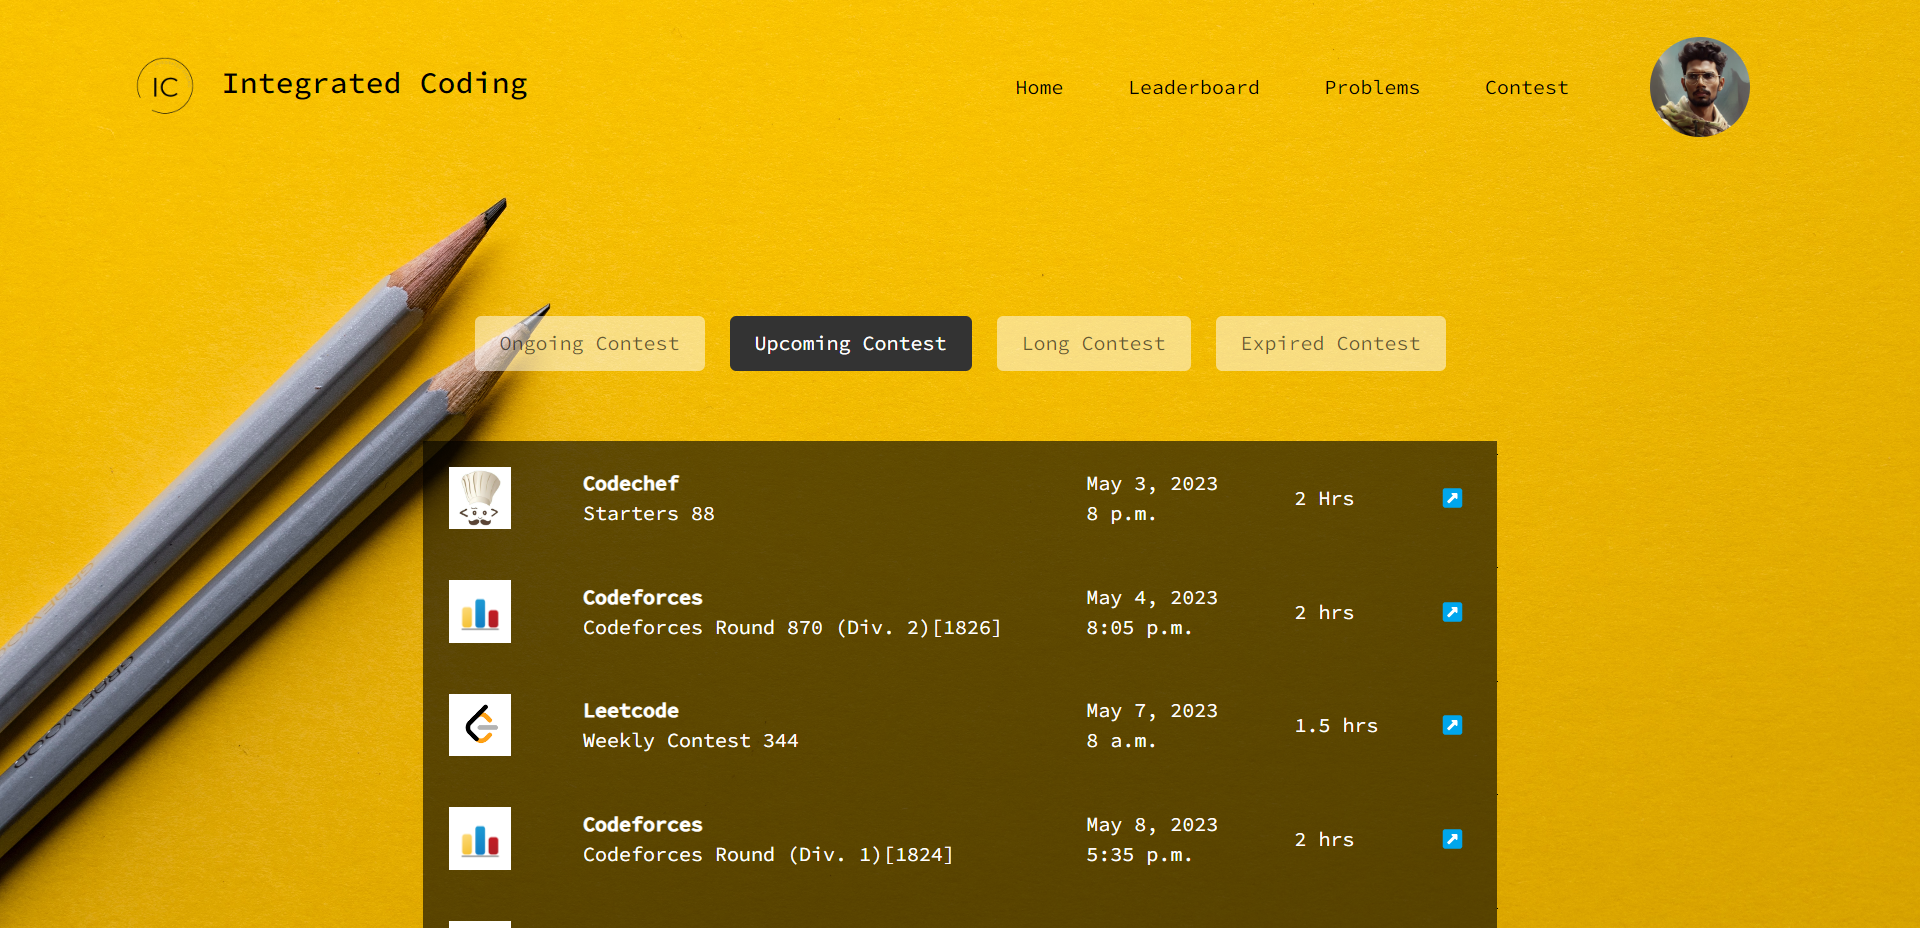 IC
Integrated Coding
Home
Leaderboard
Problems
Contest
Ongoing Contest
Upcoming Contest
Long Contest
Expired Contest
Codechef
Starters 88
May 3, 2023
8 p.m.
2 Hrs
Codeforces
Codeforces Round 870 (Div. 2)[1826]
May 4, 2023
8:05 p.m.
2 hrs
Leetcode
Weekly Contest 344
May 7, 2023
8 a.m.
1.5 hrs
Codeforces
Codeforces Round (Div. 1)[1824]
May 8, 2023
5:35 p.m.
2 hrs